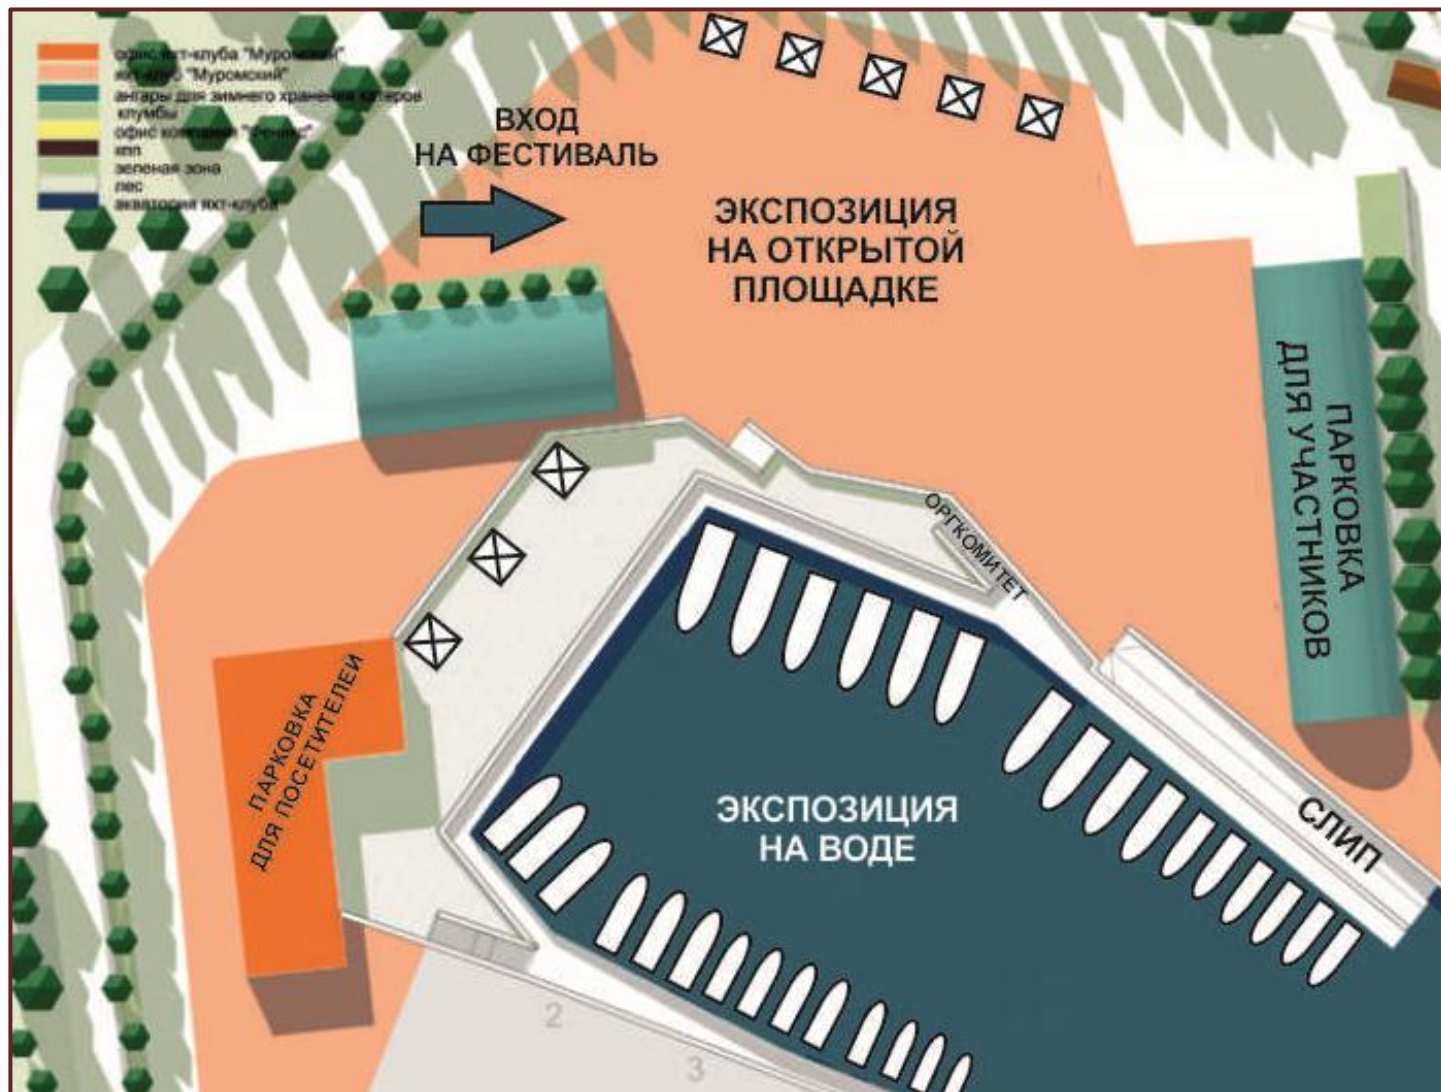 офис яхт-клуба "Муромский"
яхт-клуб "Муромский"
ангары для зимнего хранения катеров
клумбы
офис компании "Феникс"
кпп
зеленая зона
лес
акватория яхт-клуба
ВХОД
НА ФЕСТИВАЛЬ
ЭКСПОЗИЦИЯ
НА ОТКРЫТОЙ
ПЛОЩАДКЕ
ПАРКОВКА
ДЛЯ УЧАСТНИКОВ
ОРГКОМИТЕТ
ПАРКОВКА
ДЛЯ ПОСЕТИТЕЛЕЙ
ЭКСПОЗИЦИЯ
НА ВОДЕ
СЛИП
2
3